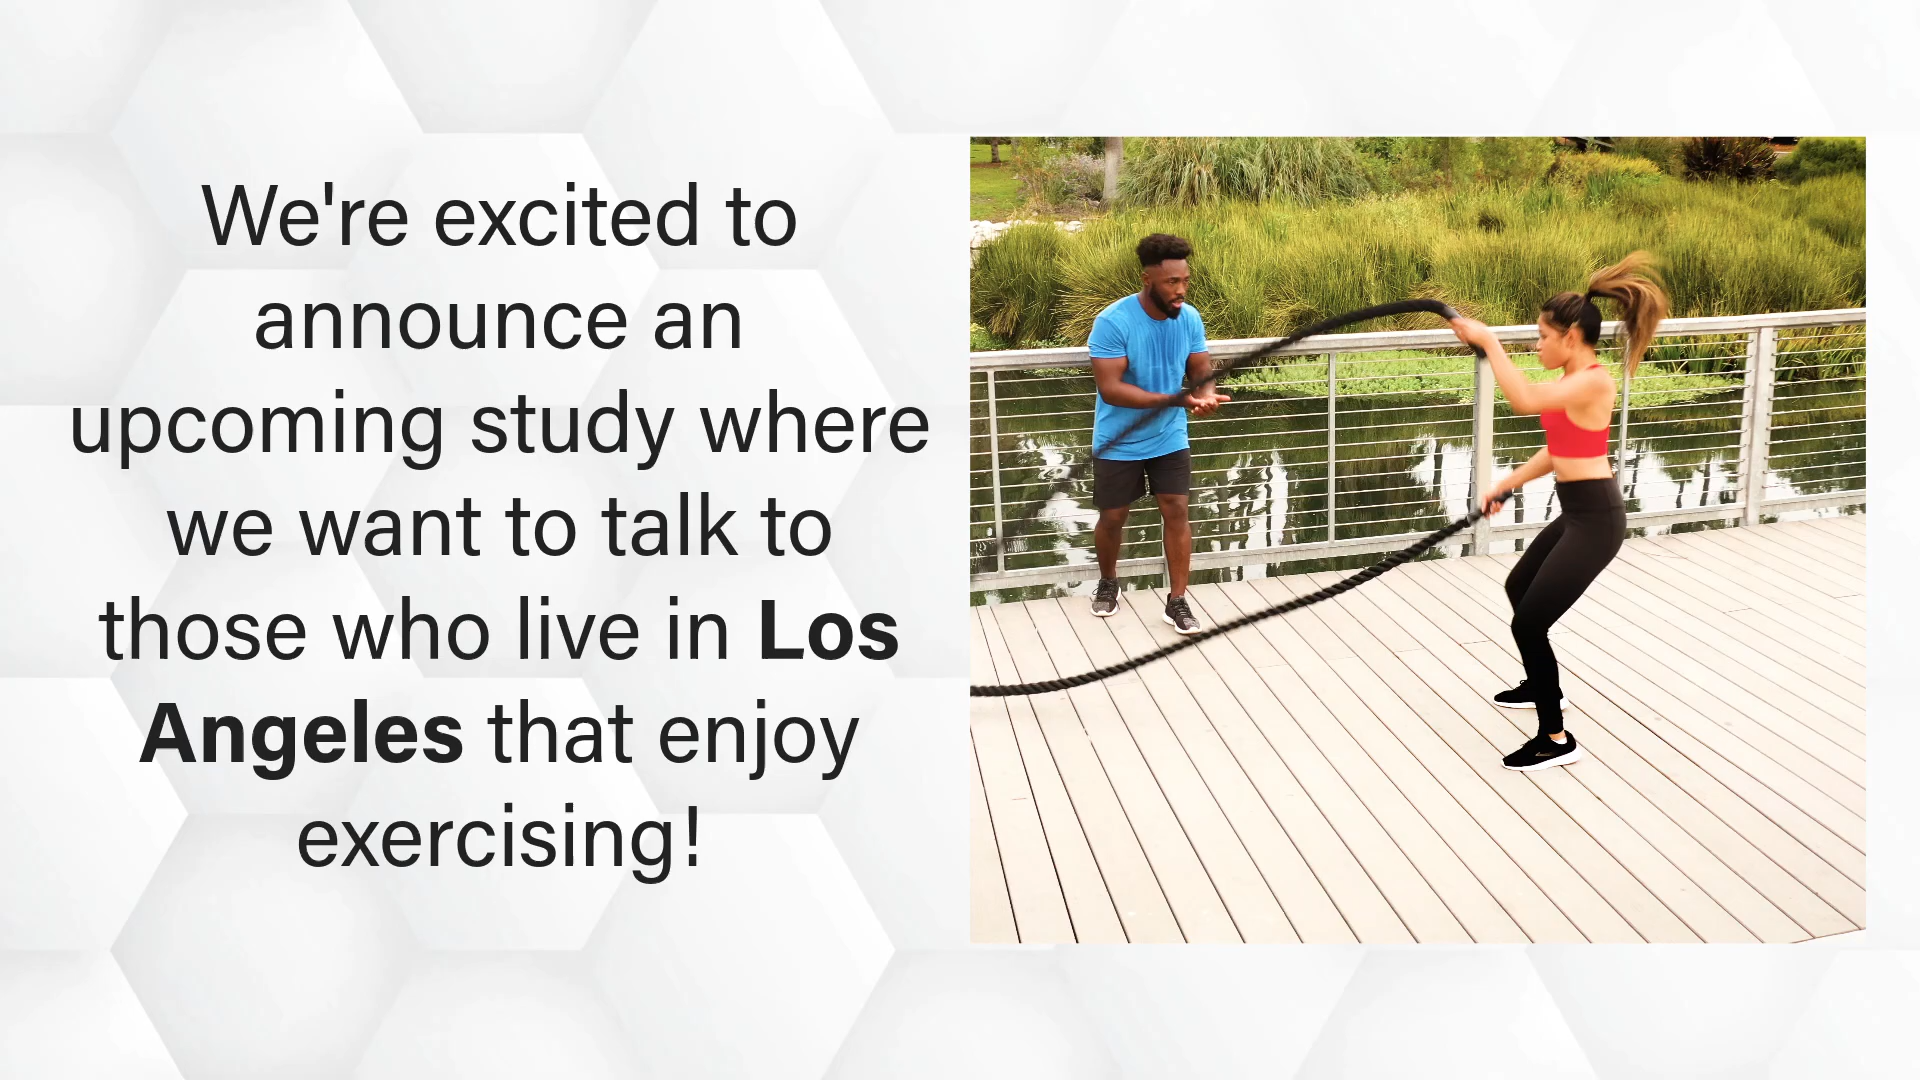 We're excited to
announce an
upcoming study where
we want to talk to
those who live in Los
Angeles that enjoy
exercising!